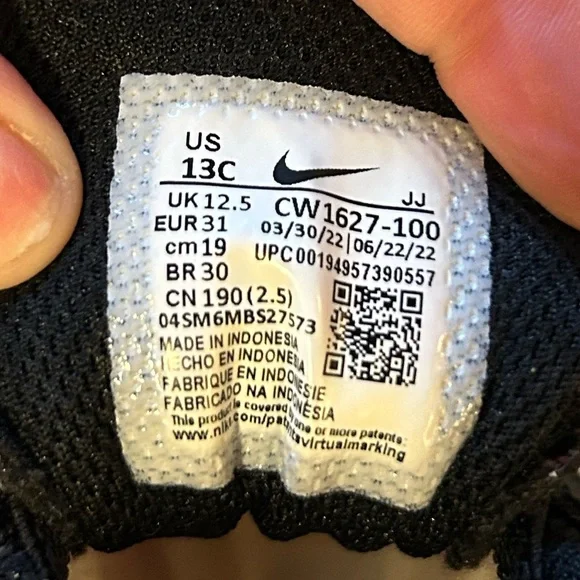 US
13C
JJ
UK 12.5 CW1627-100
EUR 31 03/30/22|06/22/22
cm 19 UPC00194957390557
BR 30
CN 190 (2.5)
04SM6MBS27573
MADE IN INDONESIA
HECHO EN INDONESIA
FABRIQUE EN INDONESIE
FABRICADO NA INDONESIA
This product is covered by one or more patents:
www.nike.com/patentsvirtualmarking